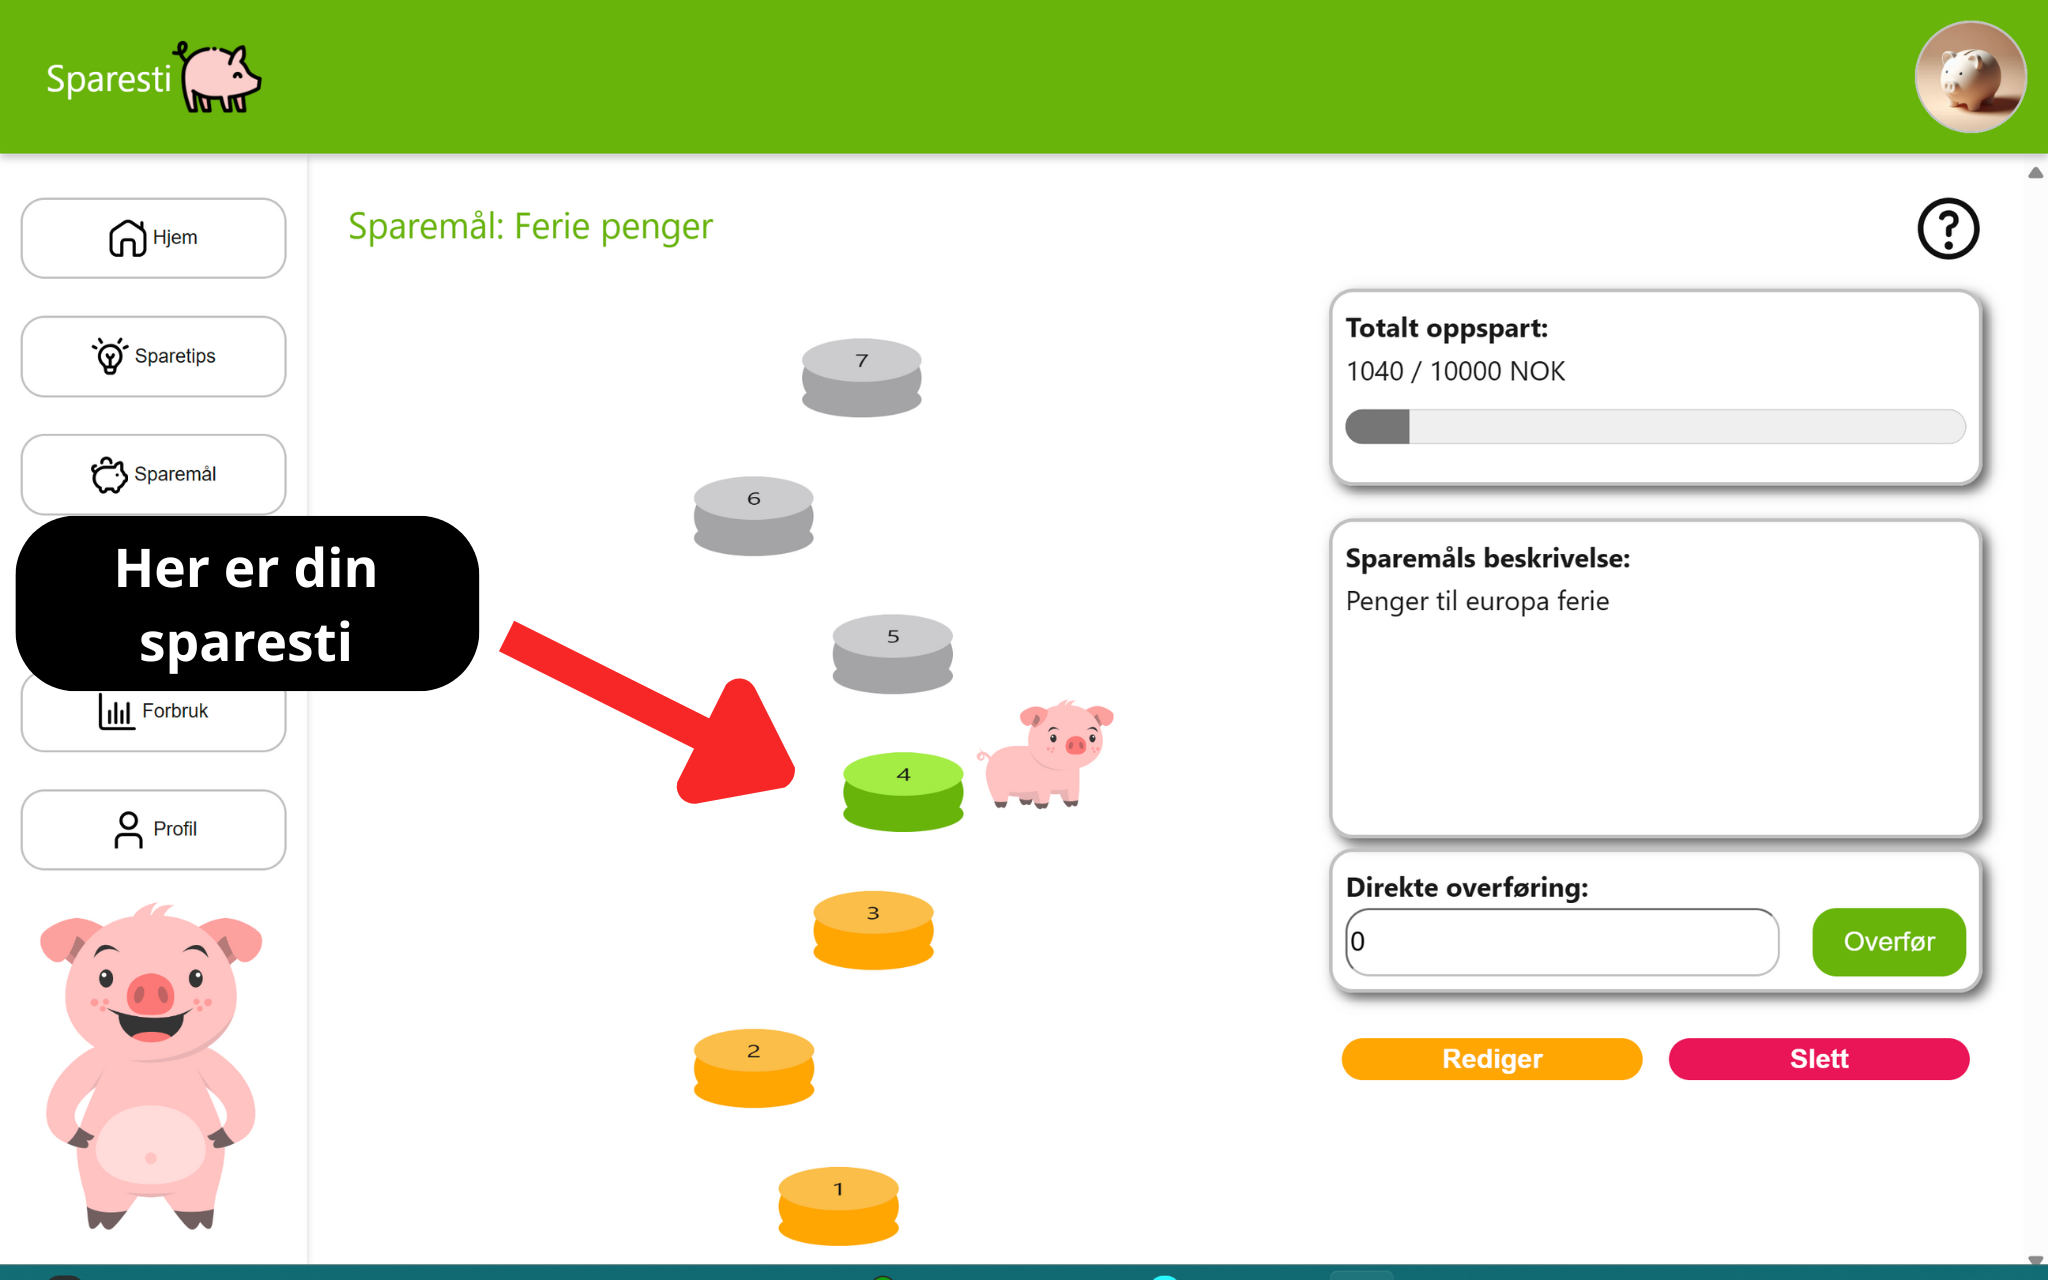 Sparesti
Hjem
Sparetips
Sparemål
Her er din
sparesti
Forbruk
Profil
Sparemål: Ferie penger
7
6
5
4
3
2
1
?
Totalt oppspart:
1040 / 10000 NOK
Sparemåls beskrivelse:
Penger til europa ferie
Direkte overføring:
0
Overfør
Rediger
Slett